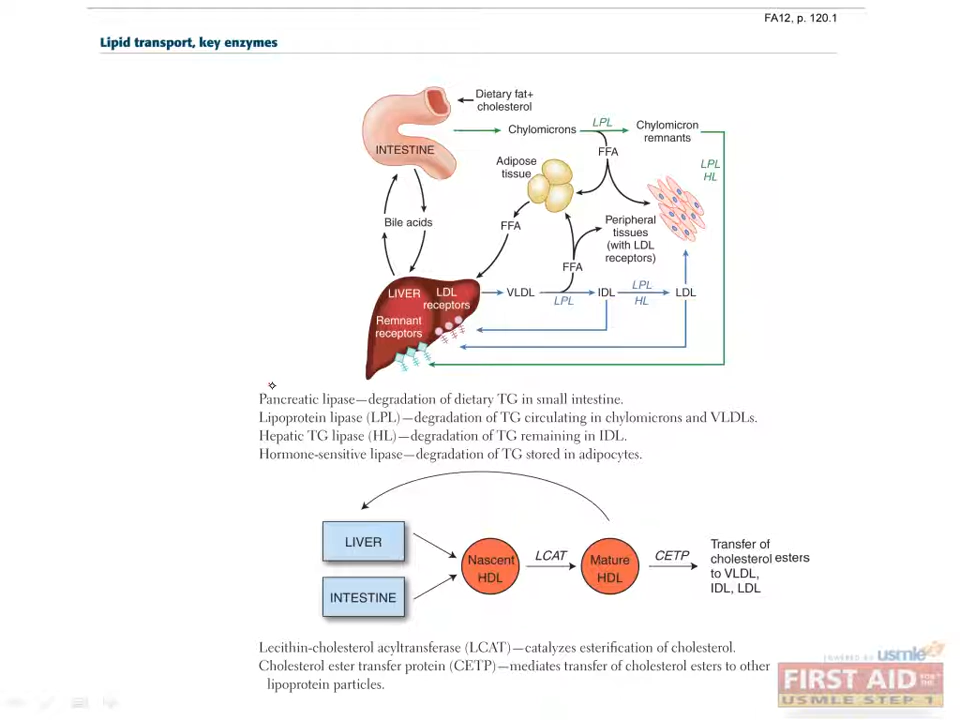 FA12, p. 120.1
Lipid transport, key enzymes
Dietary fat+
cholesterol
INTESTINE
Chylomicrons
LPL
Chylomicron
remnants
FFA
Adipose
tissue
LPL
HL
Bile acids
FFA
Peripheral
tissues
(with LDL
receptors)
FFA
LIVER
LDL
receptors
VLDL
LPL
IDL
LPL
HL
LDL
Remnant
receptors
Pancreatic lipase—degradation of dietary TG in small intestine.
Lipoprotein lipase (LPL)—degradation of TG circulating in chylomicrons and VLDLs.
Hepatic TG lipase (HL)—degradation of TG remaining in IDL.
Hormone-sensitive lipase—degradation of TG stored in adipocytes.
LIVER
INTESTINE
Nascent
HDL
LCAT
Mature
HDL
CETP
Transfer of
cholesterol esters
to VLDL,
IDL, LDL
Lecithin-cholesterol acyltransferase (LCAT)—catalyzes esterification of cholesterol.
Cholesterol ester transfer protein (CETP)—mediates transfer of cholesterol esters to other
lipoprotein particles.
POWERED BY usmle
FIRST AID FOR THE
USMLE STEP 1